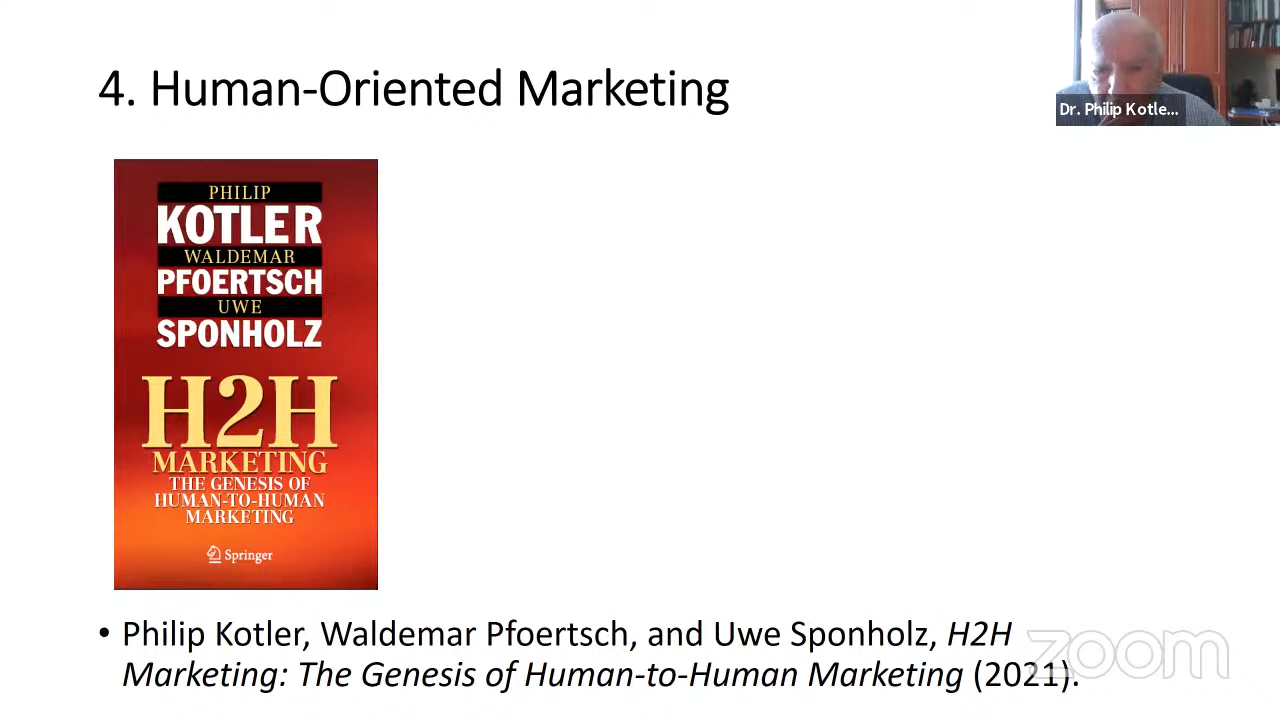 4. Human-Oriented Marketing
Dr. Philip Kotle...
PHILIP
KOTLER
WALDEMAR
PFOERTSCH
UWE
SPONHOLZ
H2H
MARKETING
THE GENESIS OF
HUMAN-TO-HUMAN
MARKETING
Springer
• Philip Kotler, Waldemar Pfoertsch, and Uwe Sponholz, H2H
Marketing: The Genesis of Human-to-Human Marketing (2021).
zoom